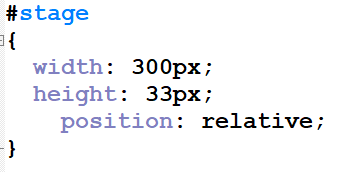 #stage
{
width: 300px;
height: 33px;
position: relative;
}